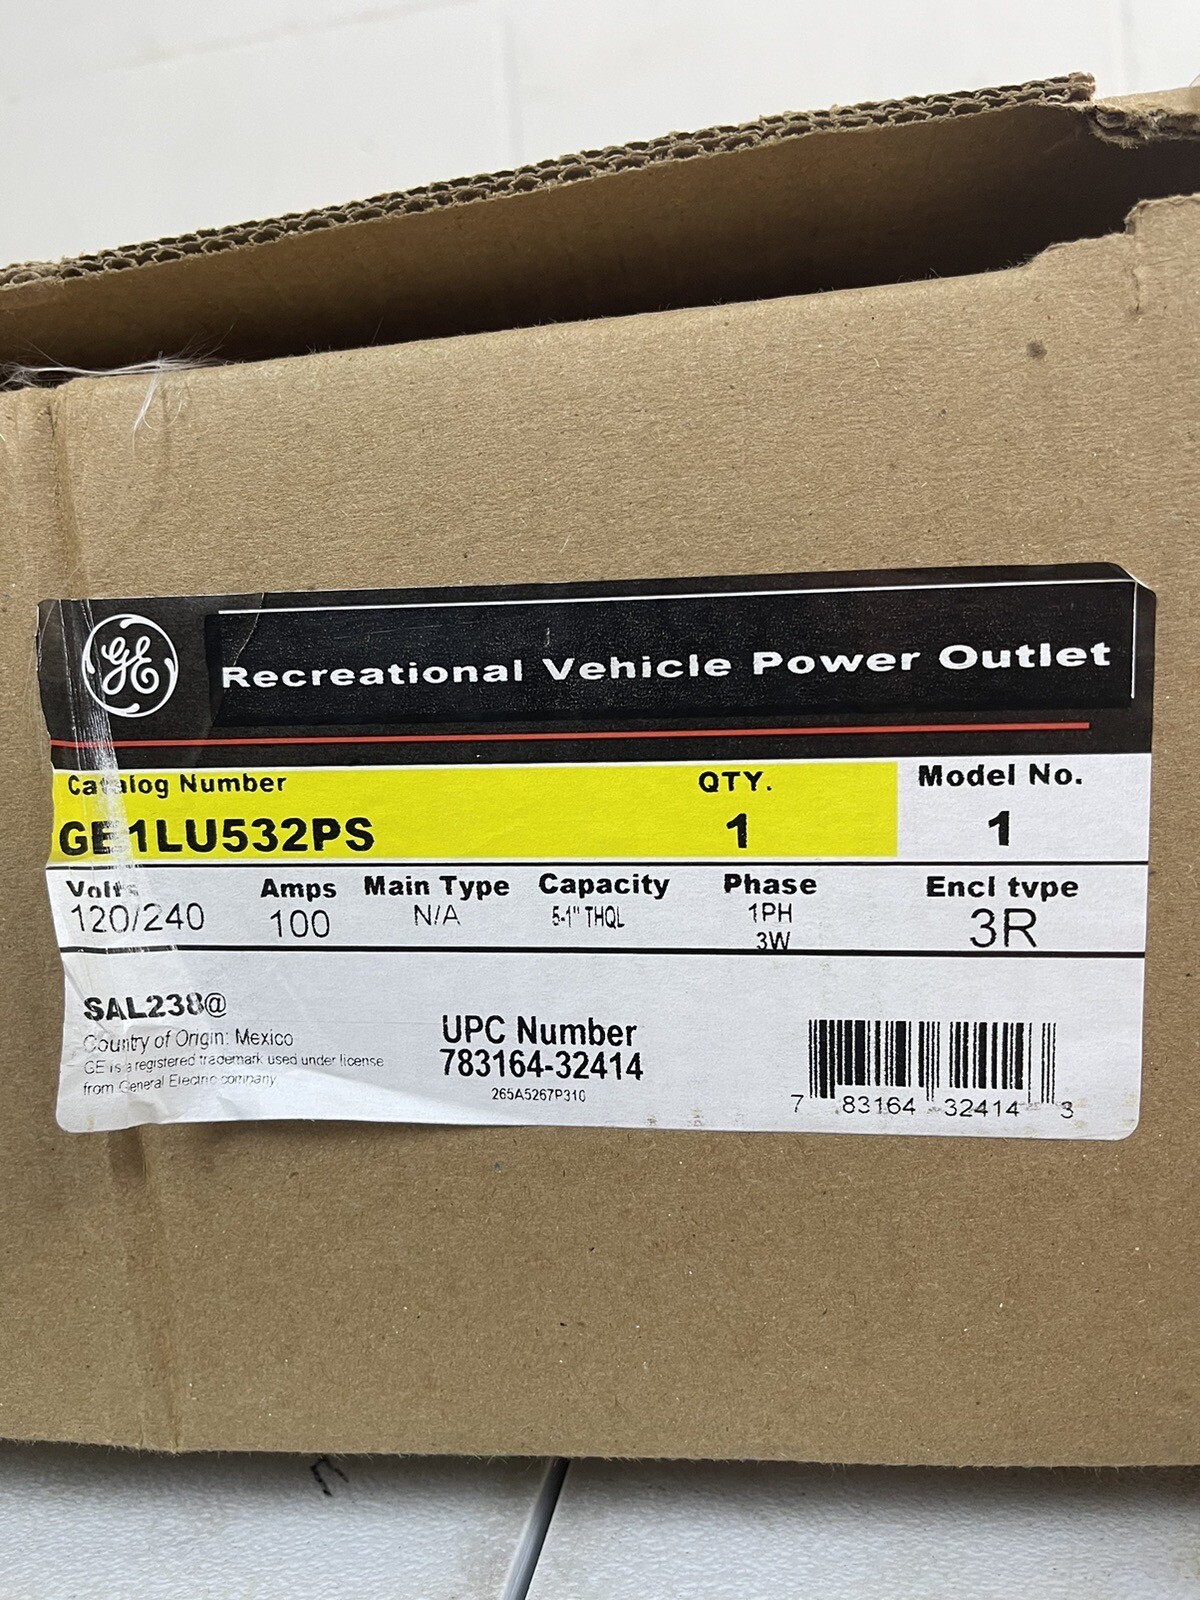 GE
Recreational Vehicle Power Outlet
Catalog Number QTY. Model No.
GE1LU532PS 1 1
Volts Amps Main Type Capacity Phase Encl type
120/240 100 N/A 5-1" THQL 1PH 3R
3W
SAL238@
Country of Origin: Mexico
GE is a registered trademark used under license
from General Electric company
UPC Number
783164-32414
265A5267P310
7 83164 32414 3